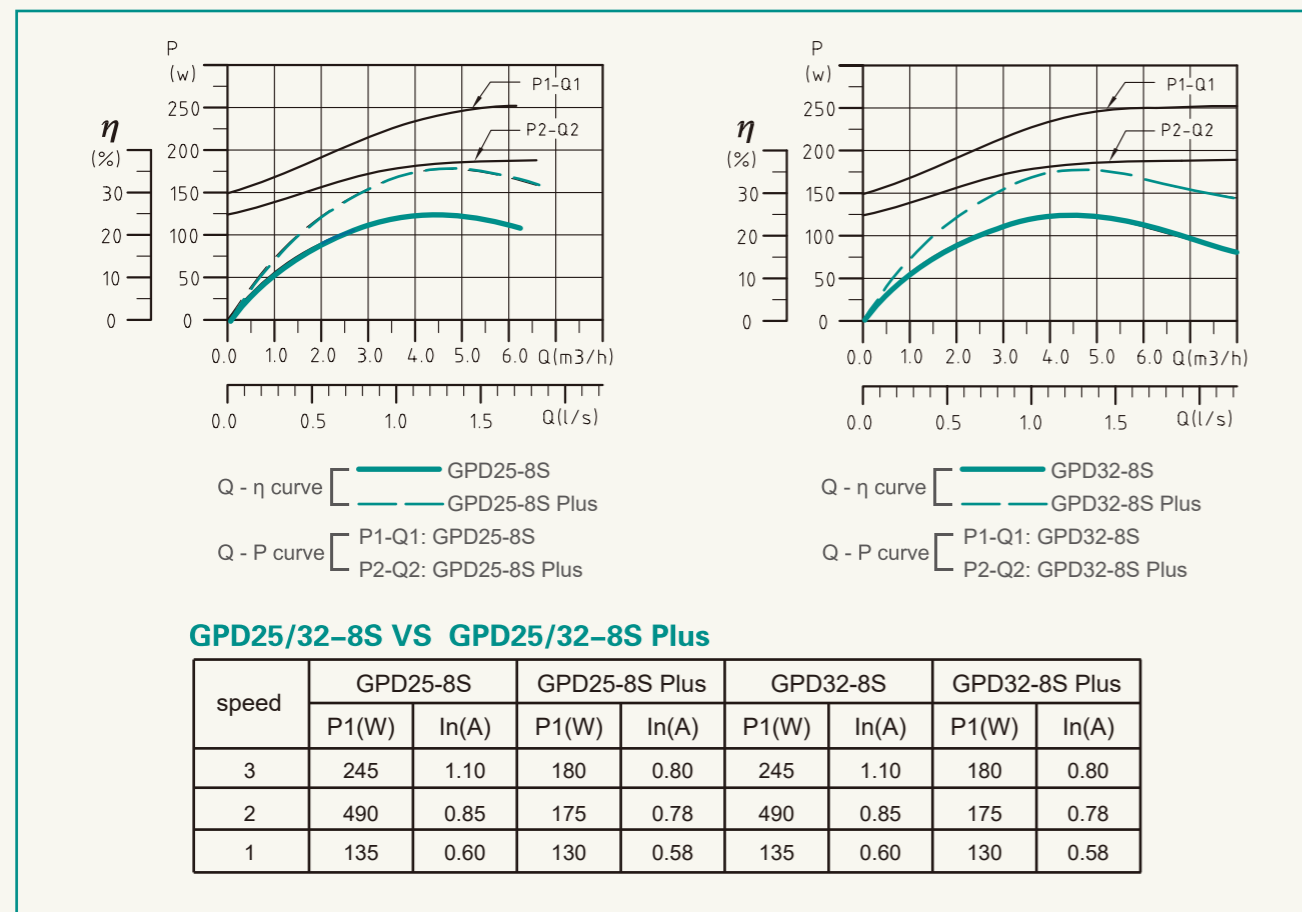 P
(w)
250
200
150
100
50
0
η
(%)
30
20
10
0
P1-Q1
P2-Q2
0.0 1.0 2.0 3.0 4.0 5.0 6.0 Q(m3/h)
0.0 0.5 1.0 1.5 Q(l/s)
Q - η curve
GPD25-8S
GPD25-8S Plus
Q - P curve
P1-Q1: GPD25-8S
P2-Q2: GPD25-8S Plus
P
(w)
250
200
150
100
50
0
η
(%)
30
20
10
0
P1-Q1
P2-Q2
0.0 1.0 2.0 3.0 4.0 5.0 6.0 Q(m3/h)
0.0 0.5 1.0 1.5 Q(l/s)
Q - η curve
GPD32-8S
GPD32-8S Plus
Q - P curve
P1-Q1: GPD32-8S
P2-Q2: GPD32-8S Plus
GPD25/32–8S VS GPD25/32–8S Plus
speed GPD25-8S GPD25-8S Plus GPD32-8S GPD32-8S Plus
P1(W) In(A) P1(W) In(A) P1(W) In(A) P1(W) In(A)
3 245 1.10 180 0.80 245 1.10 180 0.80
2 490 0.85 175 0.78 490 0.85 175 0.78
1 135 0.60 130 0.58 135 0.60 130 0.58